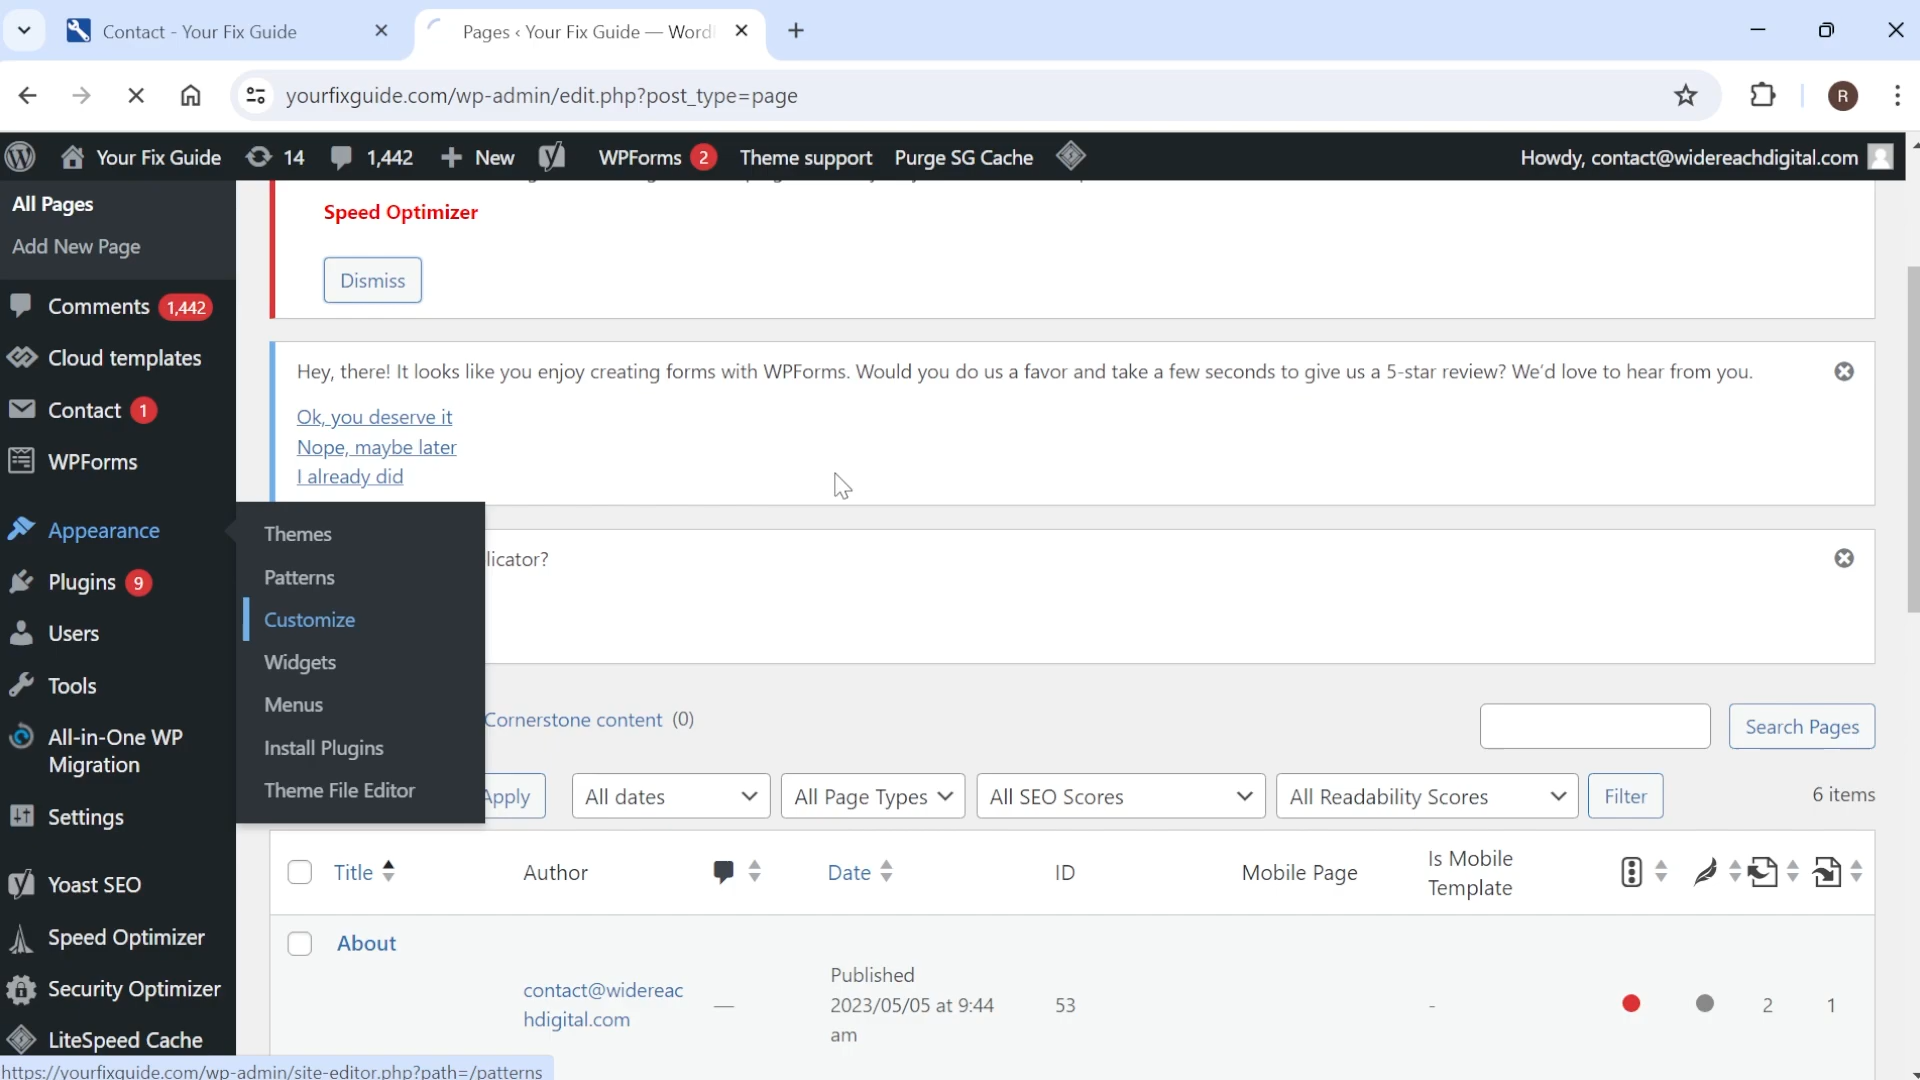 Contact - Your Fix Guide
Pages ‹ Your Fix Guide — Word
yourfixguide.com/wp-admin/edit.php?post_type=page
R
Your Fix Guide 14 1,442 New WPForms 2 Theme support Purge SG Cache
Howdy, contact@widereachdigital.com
All Pages
Add New Page
Comments 1,442
Cloud templates
Contact 1
WPForms
Appearance
Plugins 9
Users
Tools
All-in-One WP
Migration
Settings
Yoast SEO
Speed Optimizer
Security Optimizer
LiteSpeed Cache
Themes
Patterns
Customize
Widgets
Menus
Install Plugins
Theme File Editor
Speed Optimizer
Dismiss
Hey, there! It looks like you enjoy creating forms with WPForms. Would you do us a favor and take a few seconds to give us a 5-star review? We'd love to hear from you.
Ok, you deserve it
Nope, maybe later
I already did
licator?
Cornerstone content (0)
Search Pages
Apply All dates All Page Types All SEO Scores All Readability Scores Filter 6 items
Title Author Date ID Mobile Page Is Mobile
Template
About
contact@widereac
hdigital.com
—
Published
2023/05/05 at 9:44
am
53
-
2
1
https://yourfixguide.com/wp-admin/site-editor.php?path=/patterns